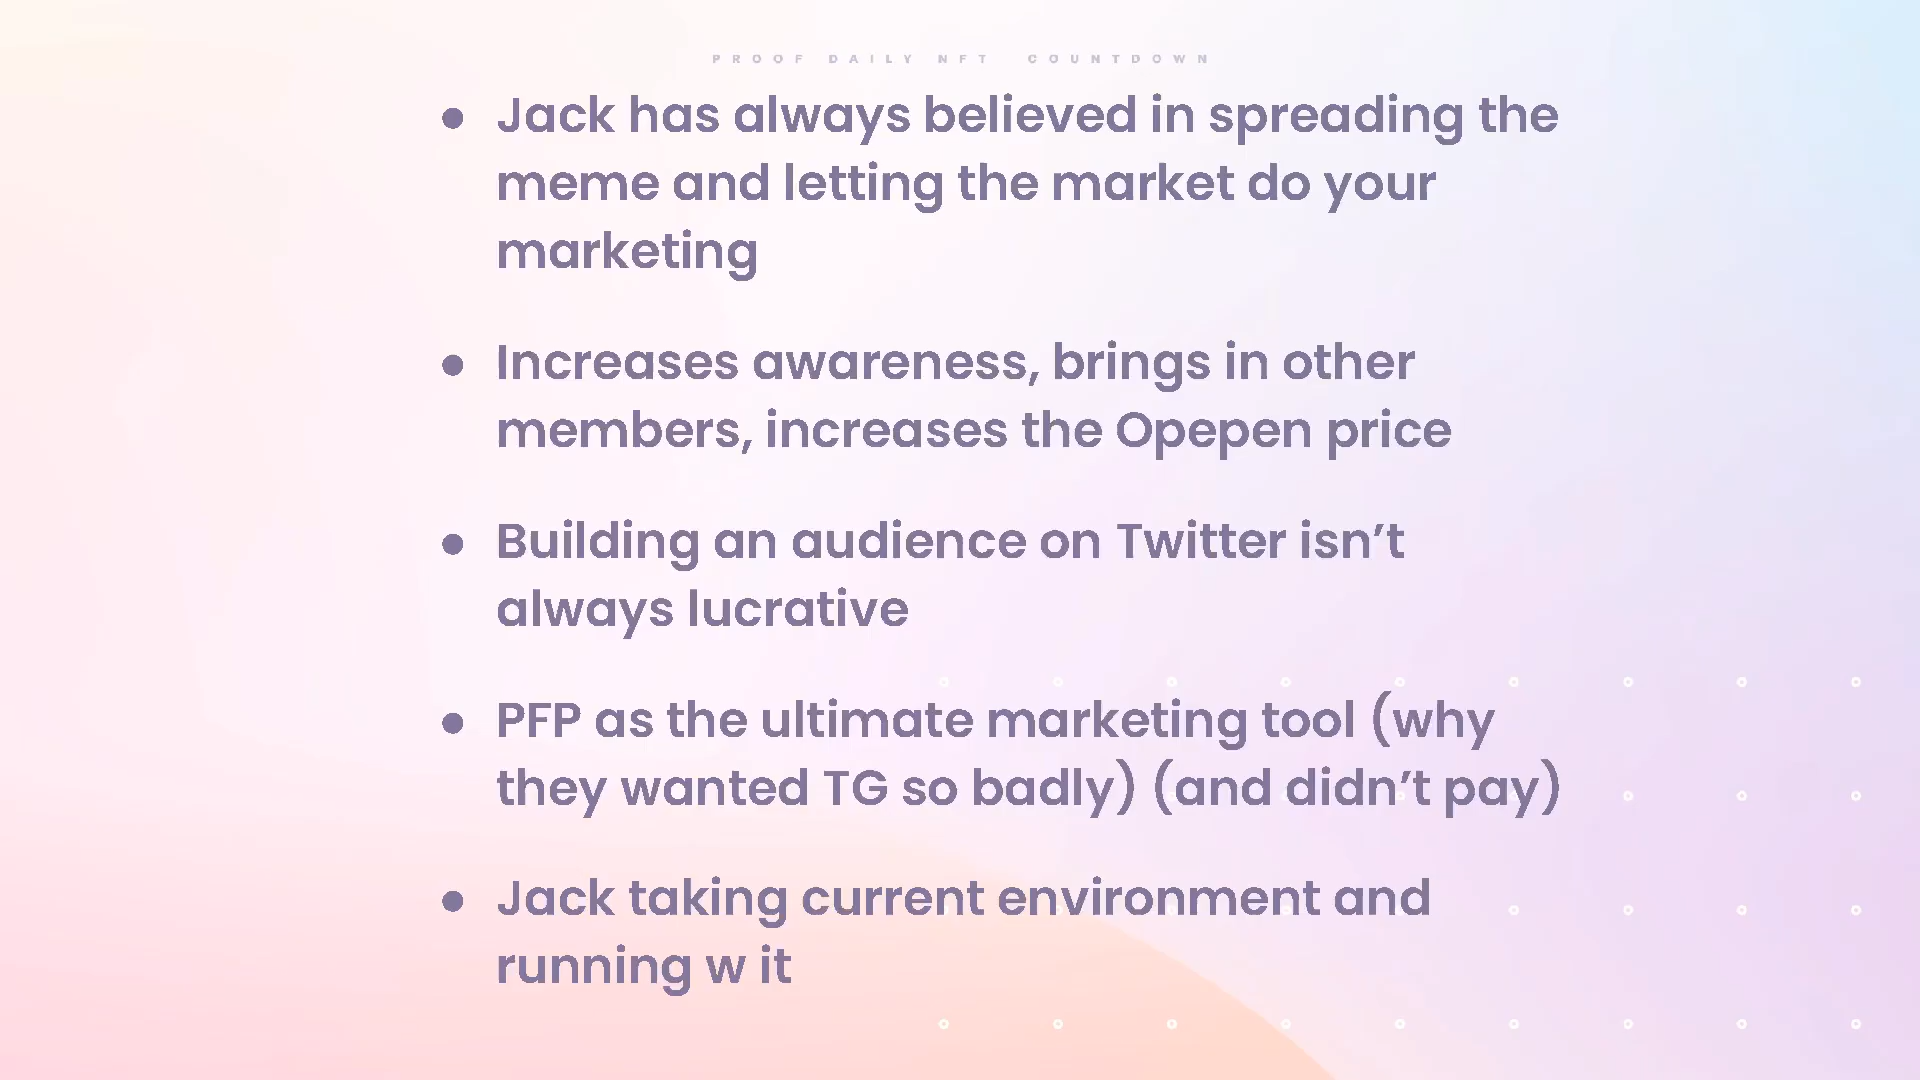 PROOF DAILY NFT COUNTDOWN
● Jack has always believed in spreading the
meme and letting the market do your
marketing
● Increases awareness, brings in other
members, increases the Opepen price
● Building an audience on Twitter isn’t
always lucrative
● PFP as the ultimate marketing tool (why
they wanted TG so badly) (and didn’t pay)
● Jack taking current environment and
running w it